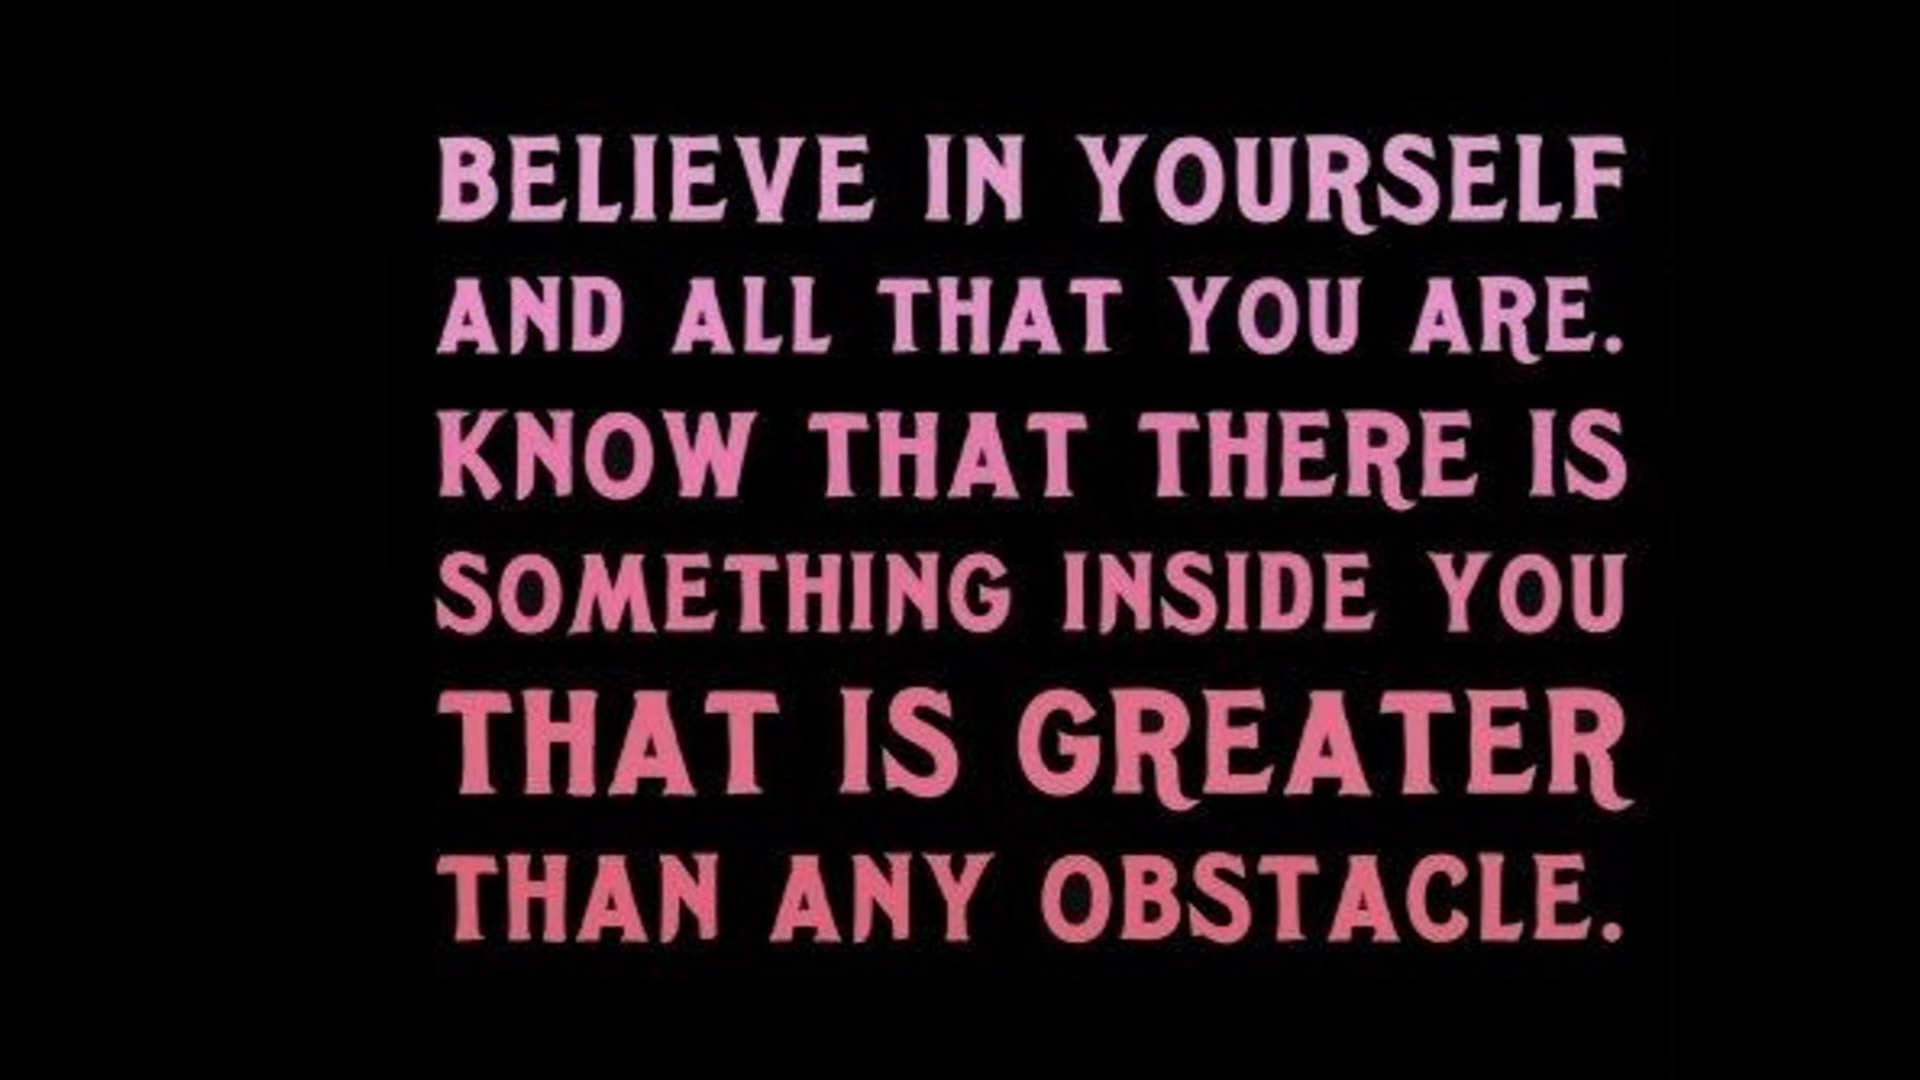 BELIEVE IN YOURSELF
AND ALL THAT YOU ARE.
KNOW THAT THERE IS
SOMETHING INSIDE YOU
THAT IS GREATER
THAN ANY OBSTACLE.